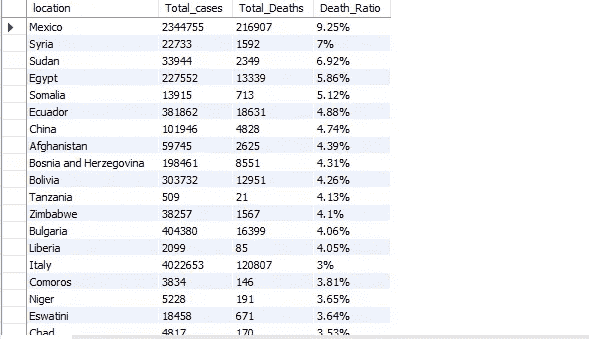 location Total_cases Total_Deaths Death_Ratio
Mexico 2344755 216907 9.25%
Syria 22733 1592 7%
Sudan 33944 2349 6.92%
Egypt 227552 13339 5.86%
Somalia 13915 713 5.12%
Ecuador 381862 18631 4.88%
China 101946 4828 4.74%
Afghanistan 59745 2625 4.39%
Bosnia and Herzegovina 198461 8551 4.31%
Bolivia 303732 12951 4.26%
Tanzania 509 21 4.13%
Zimbabwe 38257 1567 4.1%
Bulgaria 404380 16399 4.06%
Liberia 2099 85 4.05%
Italy 4022653 120807 3%
Comoros 3834 146 3.81%
Niger 5228 191 3.65%
Eswatini 18458 671 3.64%
Chad 4817 170 3.53%